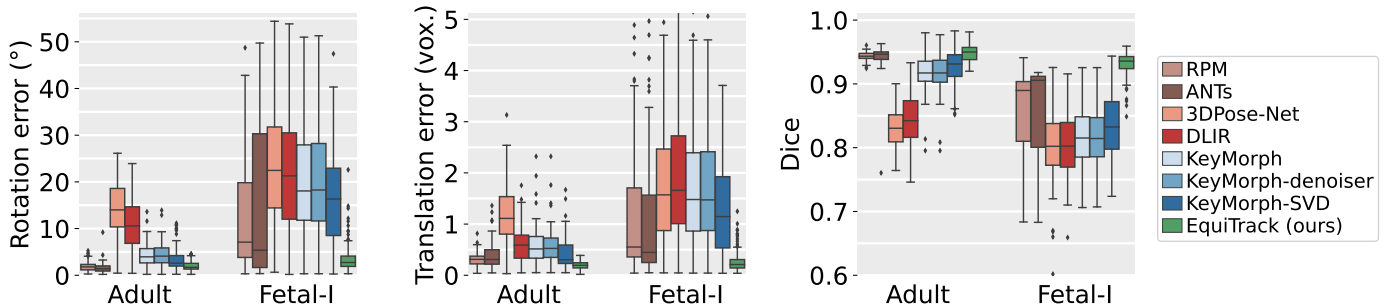 Rotation error (°)
50
40
30
20
10
0
Adult
Fetal-I
Translation error (vox.)
5
4
3
2
1
0
Adult
Fetal-I
Dice
1.0
0.9
0.8
0.7
0.6
Adult
Fetal-I
RPM
ANTs
3DPose-Net
DLIR
KeyMorph
KeyMorph-denoiser
KeyMorph-SVD
EquiTrack (ours)